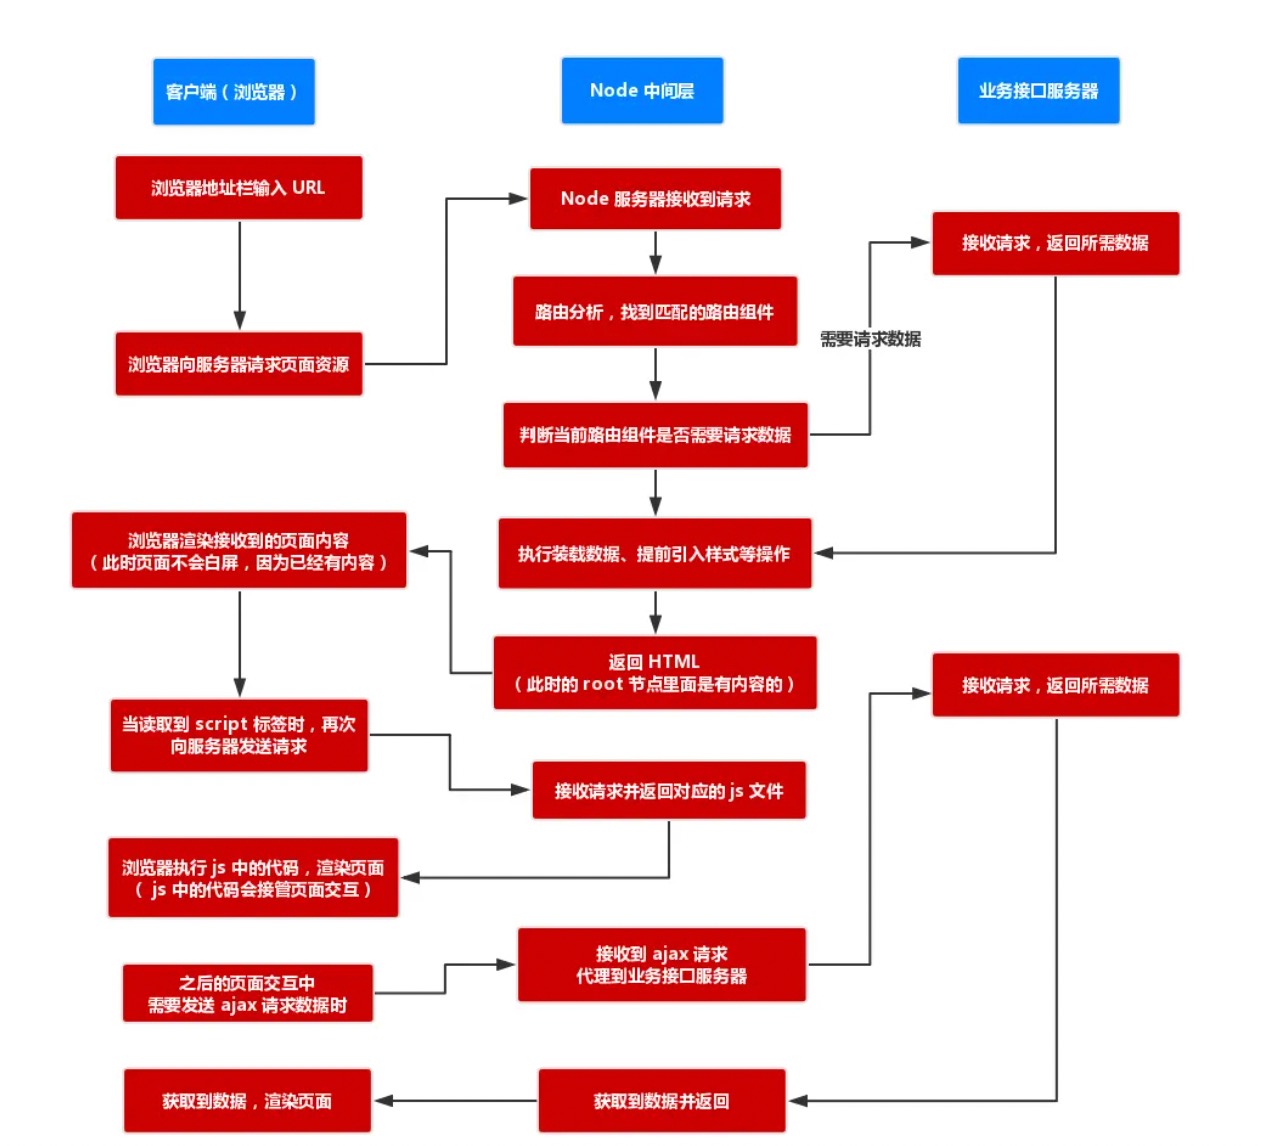 客户端（浏览器）
Node 中间层
业务接口服务器
浏览器地址栏输入 URL
Node 服务器接收到请求
接收请求，返回所需数据
路由分析，找到匹配的路由组件
需要请求数据
浏览器向服务器请求页面资源
判断当前路由组件是否需要请求数据
浏览器渲染接收到的页面内容
（此时页面不会白屏，因为已经有内容）
执行装载数据、提前引入样式等操作
返回 HTML
（此时的 root 节点里面是有内容的）
接收请求，返回所需数据
当读取到 script 标签时，再次
向服务器发送请求
接收请求并返回对应的 js 文件
浏览器执行 js 中的代码，渲染页面
（ js 中的代码会接管页面交互）
接收到 ajax 请求
代理到业务接口服务器
之后的页面交互中
需要发送 ajax 请求数据时
获取到数据，渲染页面
获取到数据并返回